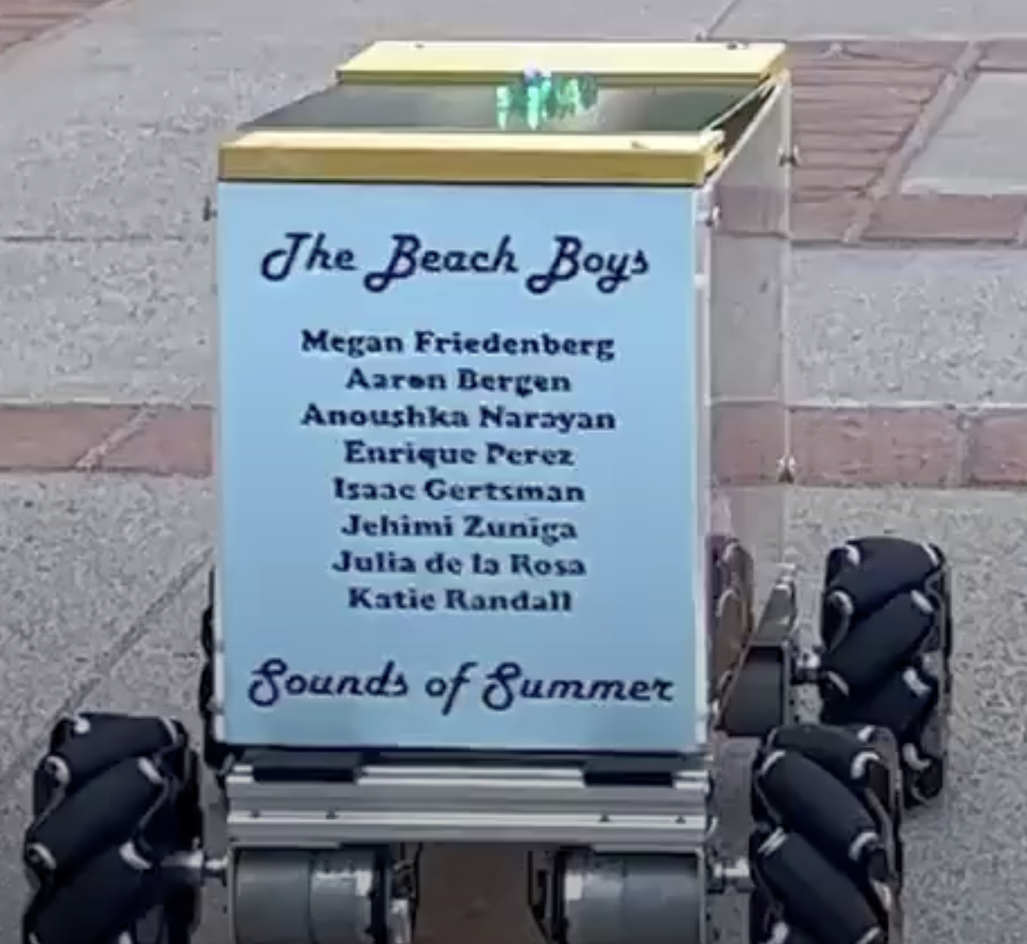 The Beach Boys
Megan Friedenberg
Aaron Bergen
Anoushka Narayan
Enrique Perez
Isaac Gertsman
Jehimi Zuniga
Julia de la Rosa
Katie Randall
Sounds of Summer